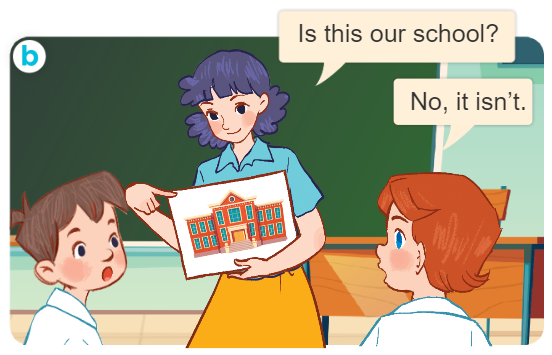 b
Is this our school?
No, it isn't.